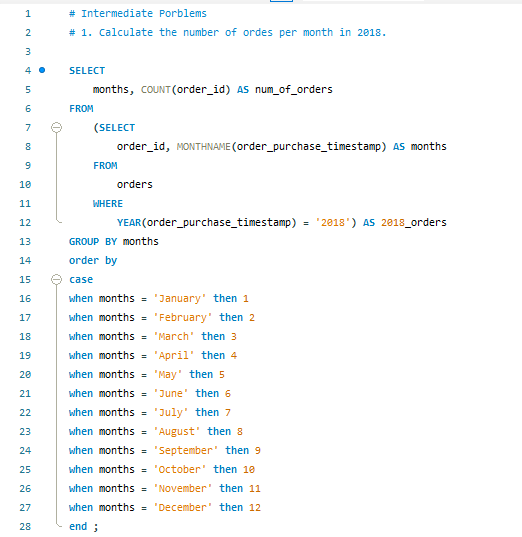 1 # Intermediate Porblems
2 # 1. Calculate the number of ordes per month in 2018.
3
4 SELECT
5 months, COUNT(order_id) AS num_of_orders
6 FROM
7 (SELECT
8 order_id, MONTHNAME(order_purchase_timestamp) AS months
9 FROM
10 orders
11 WHERE
12 YEAR(order_purchase_timestamp) = '2018') AS 2018_orders
13 GROUP BY months
14 order by
15 case
16 when months = 'January' then 1
17 when months = 'February' then 2
18 when months = 'March' then 3
19 when months = 'April' then 4
20 when months = 'May' then 5
21 when months = 'June' then 6
22 when months = 'July' then 7
23 when months = 'August' then 8
24 when months = 'September' then 9
25 when months = 'October' then 10
26 when months = 'November' then 11
27 when months = 'December' then 12
28 end ;